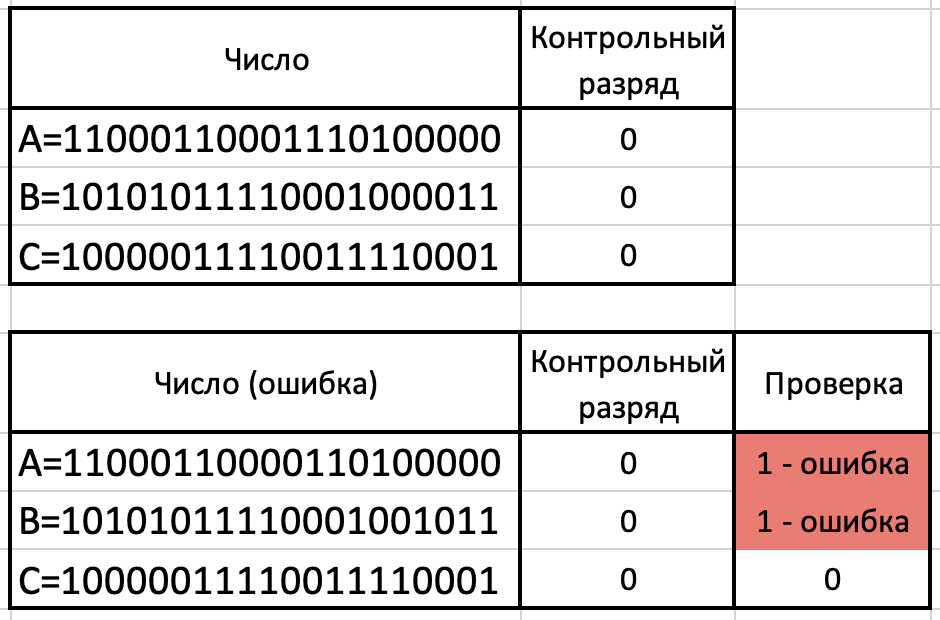 Число
Контрольный
разряд
A=11000110001110100000
0
B=10101011110001000011
0
C=10000011110011110001
0
Число (ошибка)
Контрольный
разряд
Проверка
A=11000110000110100000
0
1 - ошибка
B=10101011110001001011
0
1 - ошибка
C=10000011110011110001
0
0